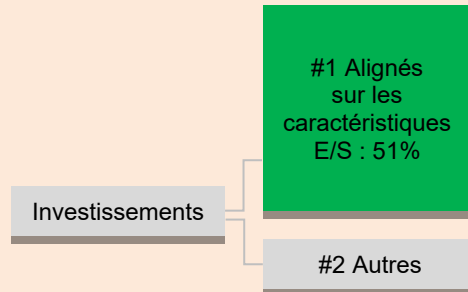 #1 Alignés
sur les
caractéristiques
E/S : 51%
Investissements
#2 Autres